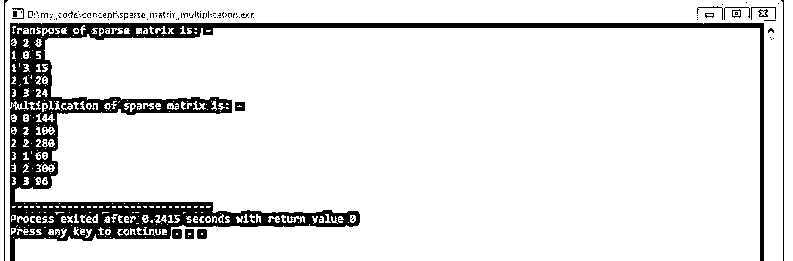 D:\my_code\concept\sparse_matrix_multiplication.exe
Transpose of sparse matrix is:-
0 2 8
1 0 5
1 3 15
2 1 20
3 3 24
Multiplication of sparse matrix is:-
0 0 144
0 2 100
2 2 280
3 1 60
3 2 300
3 3 96
--------------------------------
Process exited after 0.2415 seconds with return value 0
Press any key to continue . . .